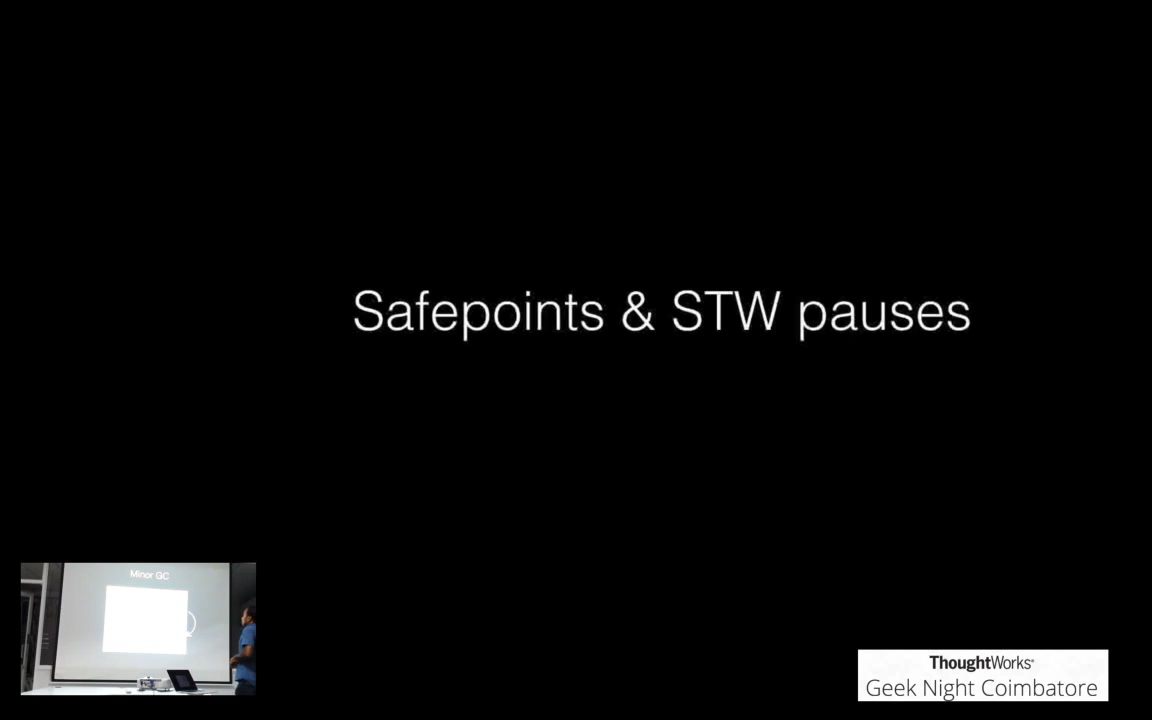 Safepoints & STW pauses
Minor GC
ThoughtWorks®
Geek Night Coimbatore